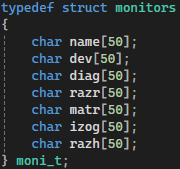 typedef struct monitors
{
    char name[50];
    char dev[50];
    char diag[50];
    char razr[50];
    char matr[50];
    char izog[50];
    char razh[50];
} moni_t;